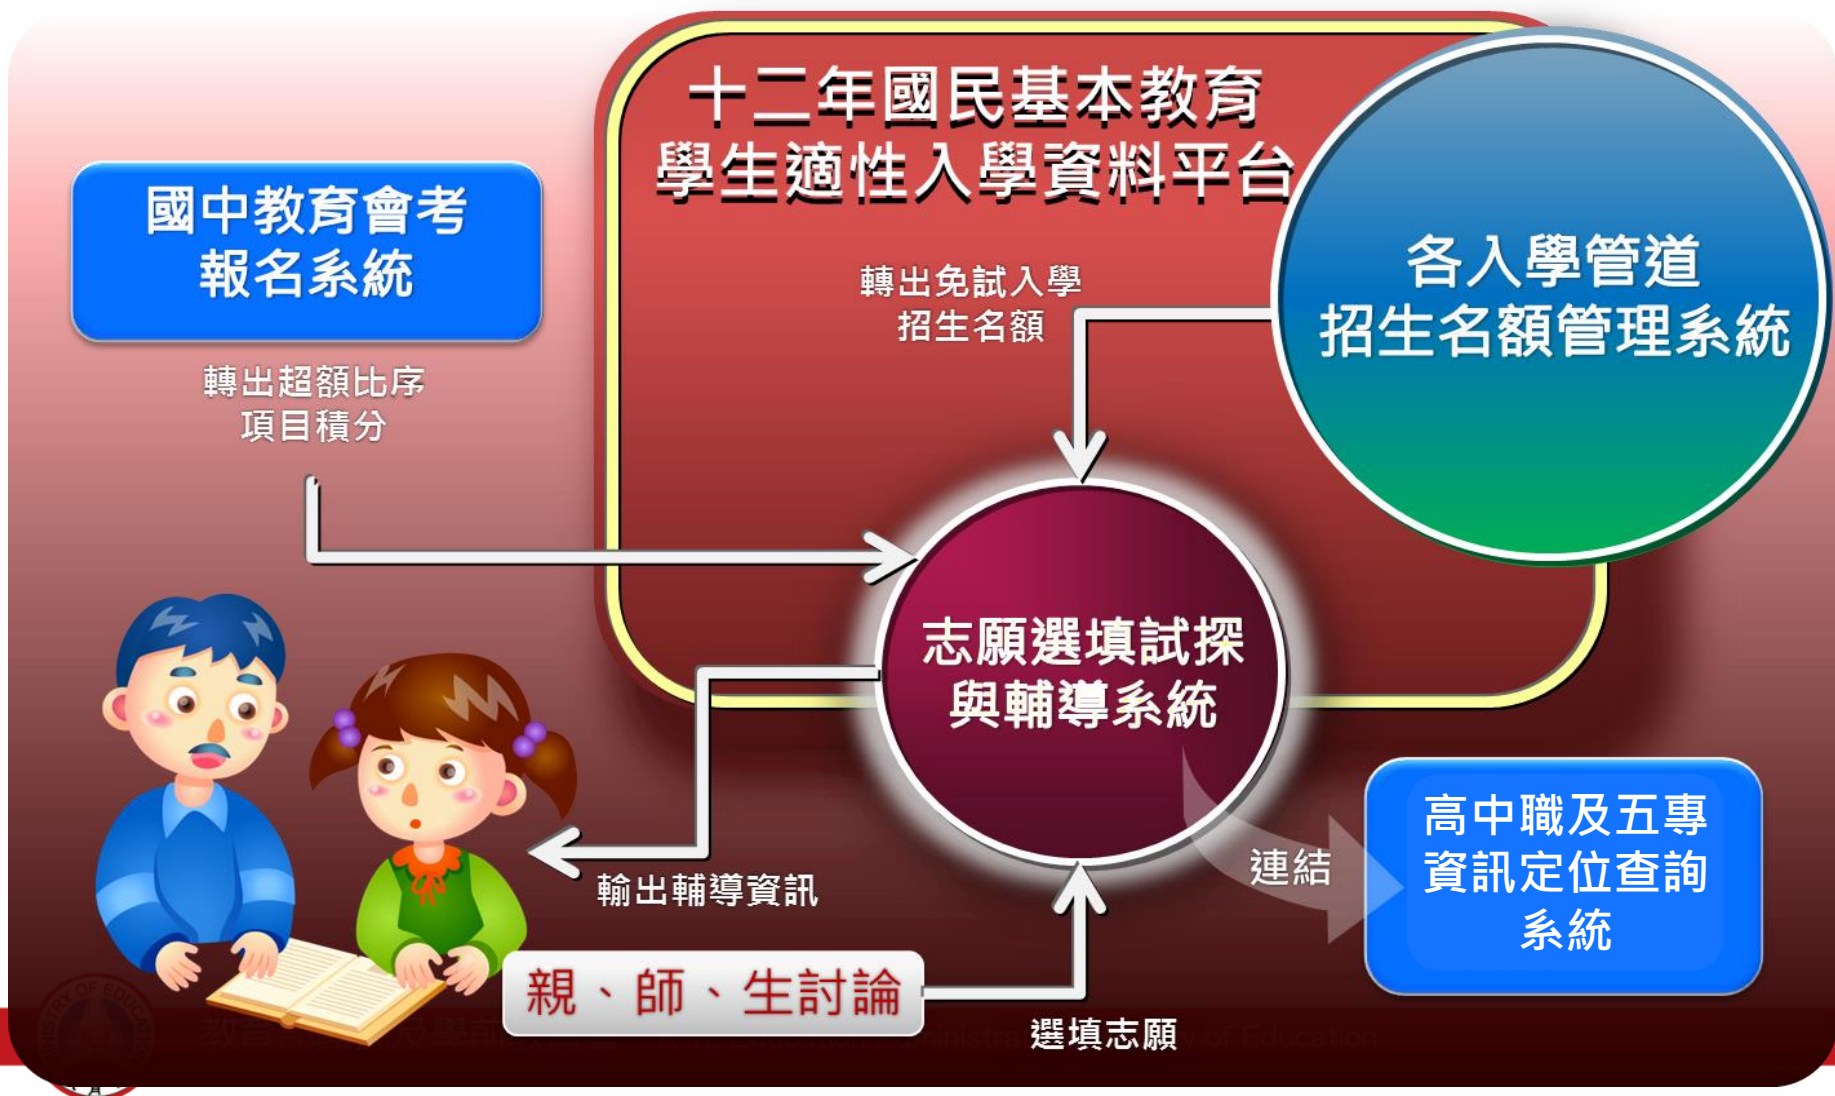 十二年國民基本教育
學生適性入學資料平台
國中教育會考
報名系統
各入學管道
招生名額管理系統
轉出免試入學
招生名額
轉出超額比序
項目積分
志願選填試探
與輔導系統
高中職及五專
資訊定位查詢
系統
連結
輸出輔導資訊
親、師、生討論
選填志願